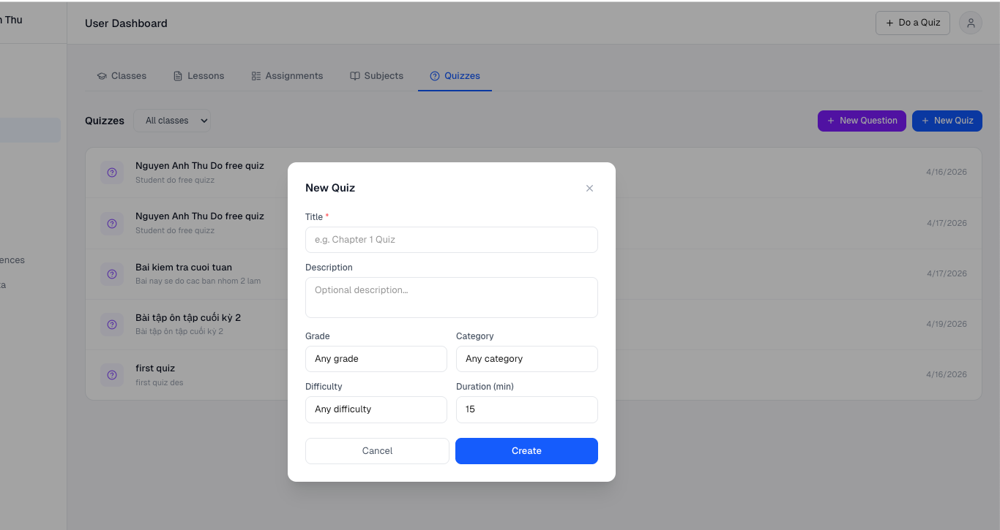 n Thu
User Dashboard
+ Do a Quiz
Classes
Lessons
Assignments
Subjects
Quizzes
Quizzes
All classes
+ New Question
+ New Quiz
Nguyen Anh Thu Do free quiz
Student do free quizz
4/16/2026
Nguyen Anh Thu Do free quiz
Student do free quizz
4/17/2026
Bai kiem tra cuoi tuan
Bai nay se do cac ban nhom 2 lam
4/17/2026
Bài tập ôn tập cuối kỳ 2
Bài tập ôn tập cuối kỳ 2
4/19/2026
first quiz
first quiz des
4/16/2026
ences
ta
New Quiz
Title *
e.g. Chapter 1 Quiz
Description
Optional description...
Grade
Category
Any grade
Any category
Difficulty
Duration (min)
Any difficulty
15
Cancel
Create